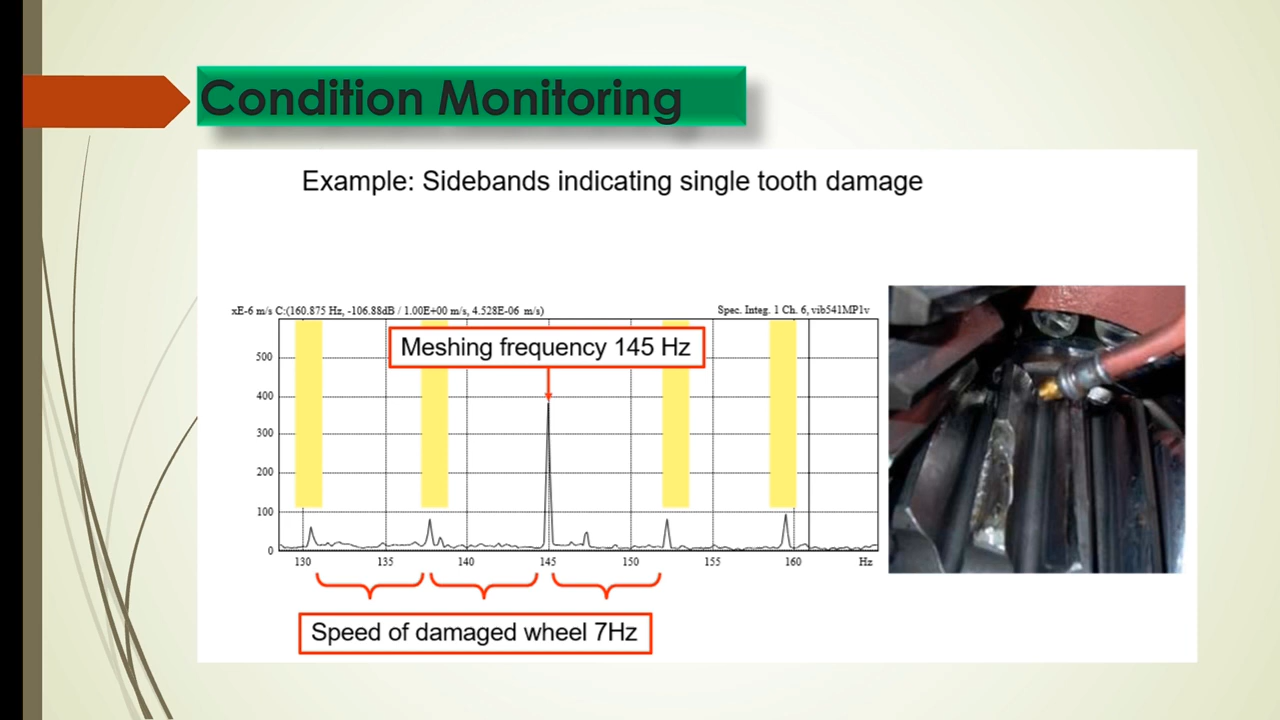 Condition Monitoring
Example: Sidebands indicating single tooth damage
xE-6 m/s C:(160.875 Hz, -106.88dB / 1.00E+00 m/s, 4.528E-06 m/s)
Spec. Integ. 1 Ch. 6, vib541MP1v
Meshing frequency 145 Hz
500
400
300
200
100
0
130 135 140 145 150 155 160 Hz
Speed of damaged wheel 7Hz